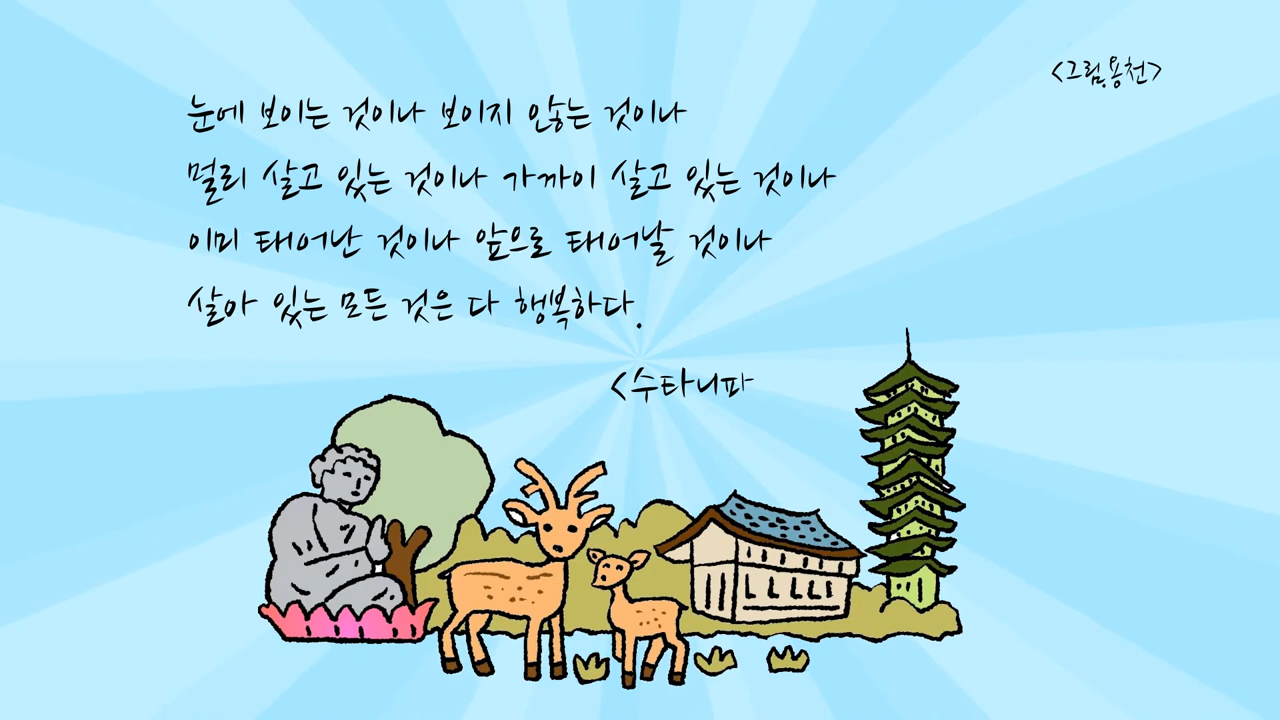 <그림.용천>
눈에 보이는 것이나 보이지 않는 것이나
멀리 살고 있는 것이나 가까이 살고 있는 것이나
이미 태어난 것이나 앞으로 태어날 것이나
살아 있는 모든 것은 다 행복하다.
<수타니파